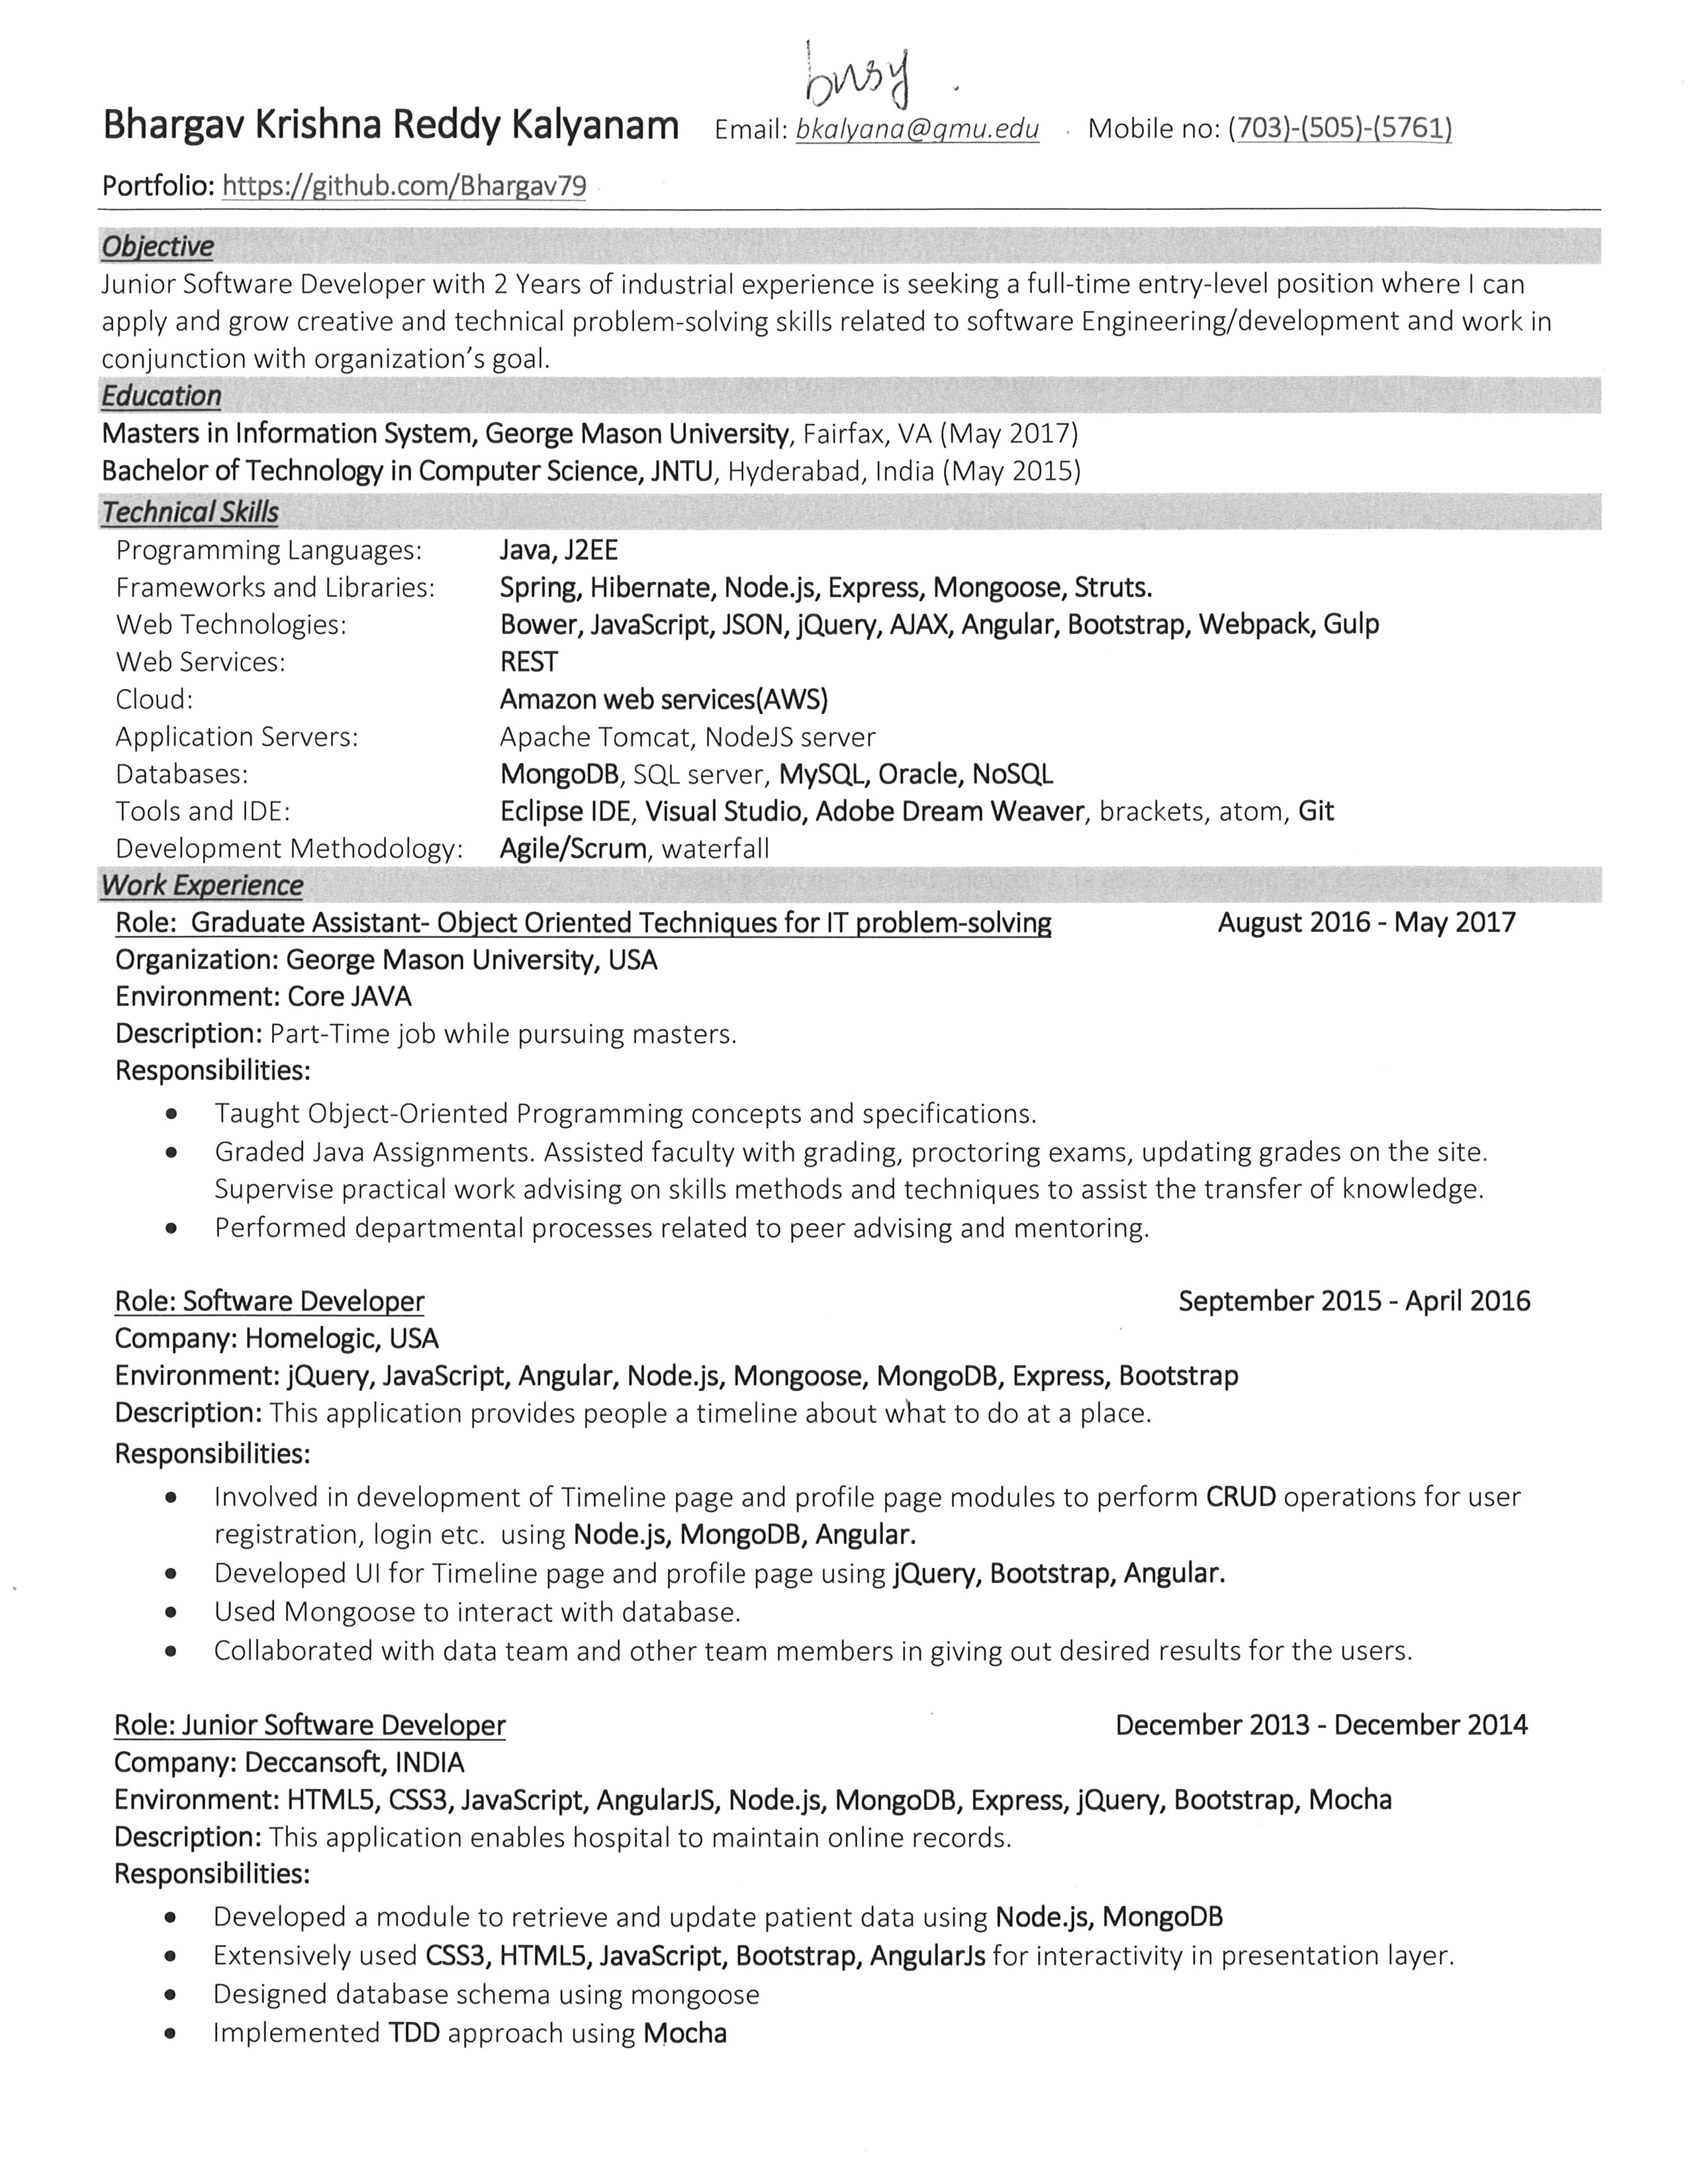 busy
Bhargav Krishna Reddy Kalyanam Email: bkalyana@gmu.edu Mobile no: (703)-(505)-(5761)
Portfolio: https://github.com/Bhargav79
Objective
Junior Software Developer with 2 Years of industrial experience is seeking a full-time entry-level position where I can
apply and grow creative and technical problem-solving skills related to software Engineering/development and work in
conjunction with organization's goal.
Education
Masters in Information System, George Mason University, Fairfax, VA (May 2017)
Bachelor of Technology in Computer Science, JNTU, Hyderabad, India (May 2015)
Technical Skills
Programming Languages: Java, J2EE
Frameworks and Libraries: Spring, Hibernate, Node.js, Express, Mongoose, Struts.
Web Technologies: Bower, JavaScript, JSON, jQuery, AJAX, Angular, Bootstrap, Webpack, Gulp
Web Services: REST
Cloud: Amazon web services(AWS)
Application Servers: Apache Tomcat, NodeJS server
Databases: MongoDB, SQL server, MySQL, Oracle, NoSQL
Tools and IDE: Eclipse IDE, Visual Studio, Adobe Dream Weaver, brackets, atom, Git
Development Methodology: Agile/Scrum, waterfall
Work Experience
Role: Graduate Assistant- Object Oriented Techniques for IT problem-solving August 2016 - May 2017
Organization: George Mason University, USA
Environment: Core JAVA
Description: Part-Time job while pursuing masters.
Responsibilities:
• Taught Object-Oriented Programming concepts and specifications.
• Graded Java Assignments. Assisted faculty with grading, proctoring exams, updating grades on the site.
Supervise practical work advising on skills methods and techniques to assist the transfer of knowledge.
• Performed departmental processes related to peer advising and mentoring.
Role: Software Developer September 2015 - April 2016
Company: Homelogic, USA
Environment: jQuery, JavaScript, Angular, Node.js, Mongoose, MongoDB, Express, Bootstrap
Description: This application provides people a timeline about what to do at a place.
Responsibilities:
• Involved in development of Timeline page and profile page modules to perform CRUD operations for user
registration, login etc. using Node.js, MongoDB, Angular.
• Developed UI for Timeline page and profile page using jQuery, Bootstrap, Angular.
• Used Mongoose to interact with database.
• Collaborated with data team and other team members in giving out desired results for the users.
Role: Junior Software Developer December 2013 - December 2014
Company: Deccansoft, INDIA
Environment: HTML5, CSS3, JavaScript, AngularJS, Node.js, MongoDB, Express, jQuery, Bootstrap, Mocha
Description: This application enables hospital to maintain online records.
Responsibilities:
• Developed a module to retrieve and update patient data using Node.js, MongoDB
• Extensively used CSS3, HTML5, JavaScript, Bootstrap, AngularJs for interactivity in presentation layer.
• Designed database schema using mongoose
• Implemented TDD approach using Mocha